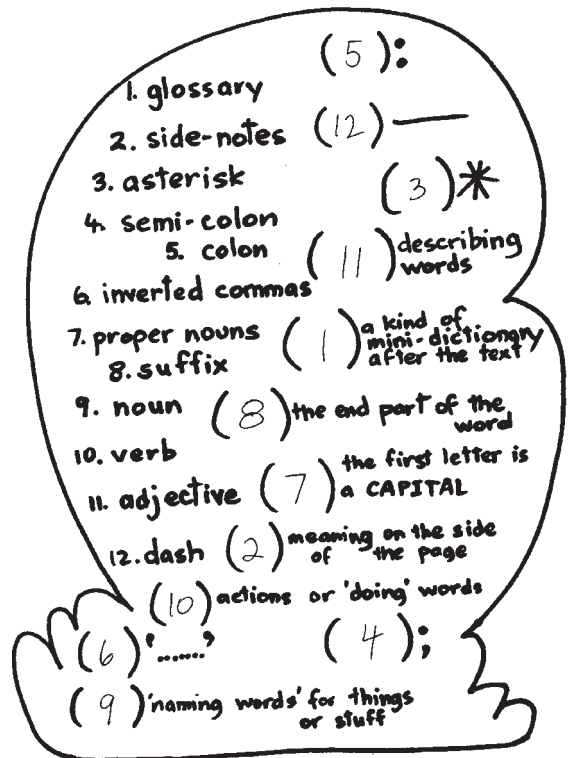 (5) :
1. glossary
2. side-notes (12) —
3. asterisk (3) *
4. semi-colon
5. colon (11) describing words
6. inverted commas
7. proper nouns (1) a kind of mini-dictionary after the text
8. suffix
9. noun (8) the end part of the word
10. verb
11. adjective (7) the first letter is a CAPITAL
12. dash (2) meaning on the side of the page
(10) actions or 'doing' words
(6) '.......' (4) ;
(9) 'naming words' for things or stuff